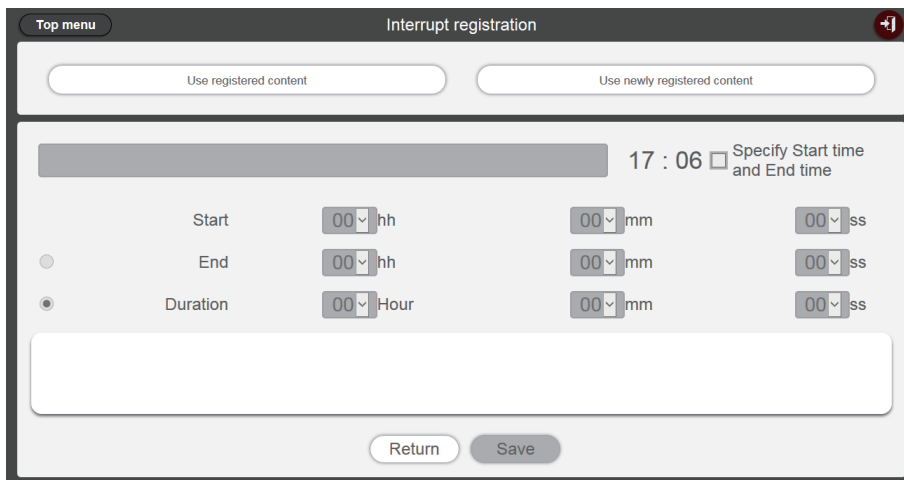 Top menu
Interrupt registration
Use registered content
Use newly registered content
17 : 06
Specify Start time
and End time
Start 00 hh 00 mm 00 ss
End 00 hh 00 mm 00 ss
Duration 00 Hour 00 mm 00 ss
Return
Save